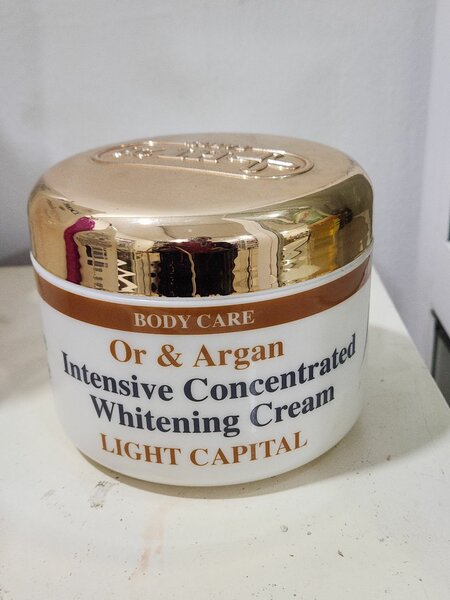 BODY CARE
Or & Argan
Intensive Concentrated
Whitening Cream
LIGHT CAPITAL